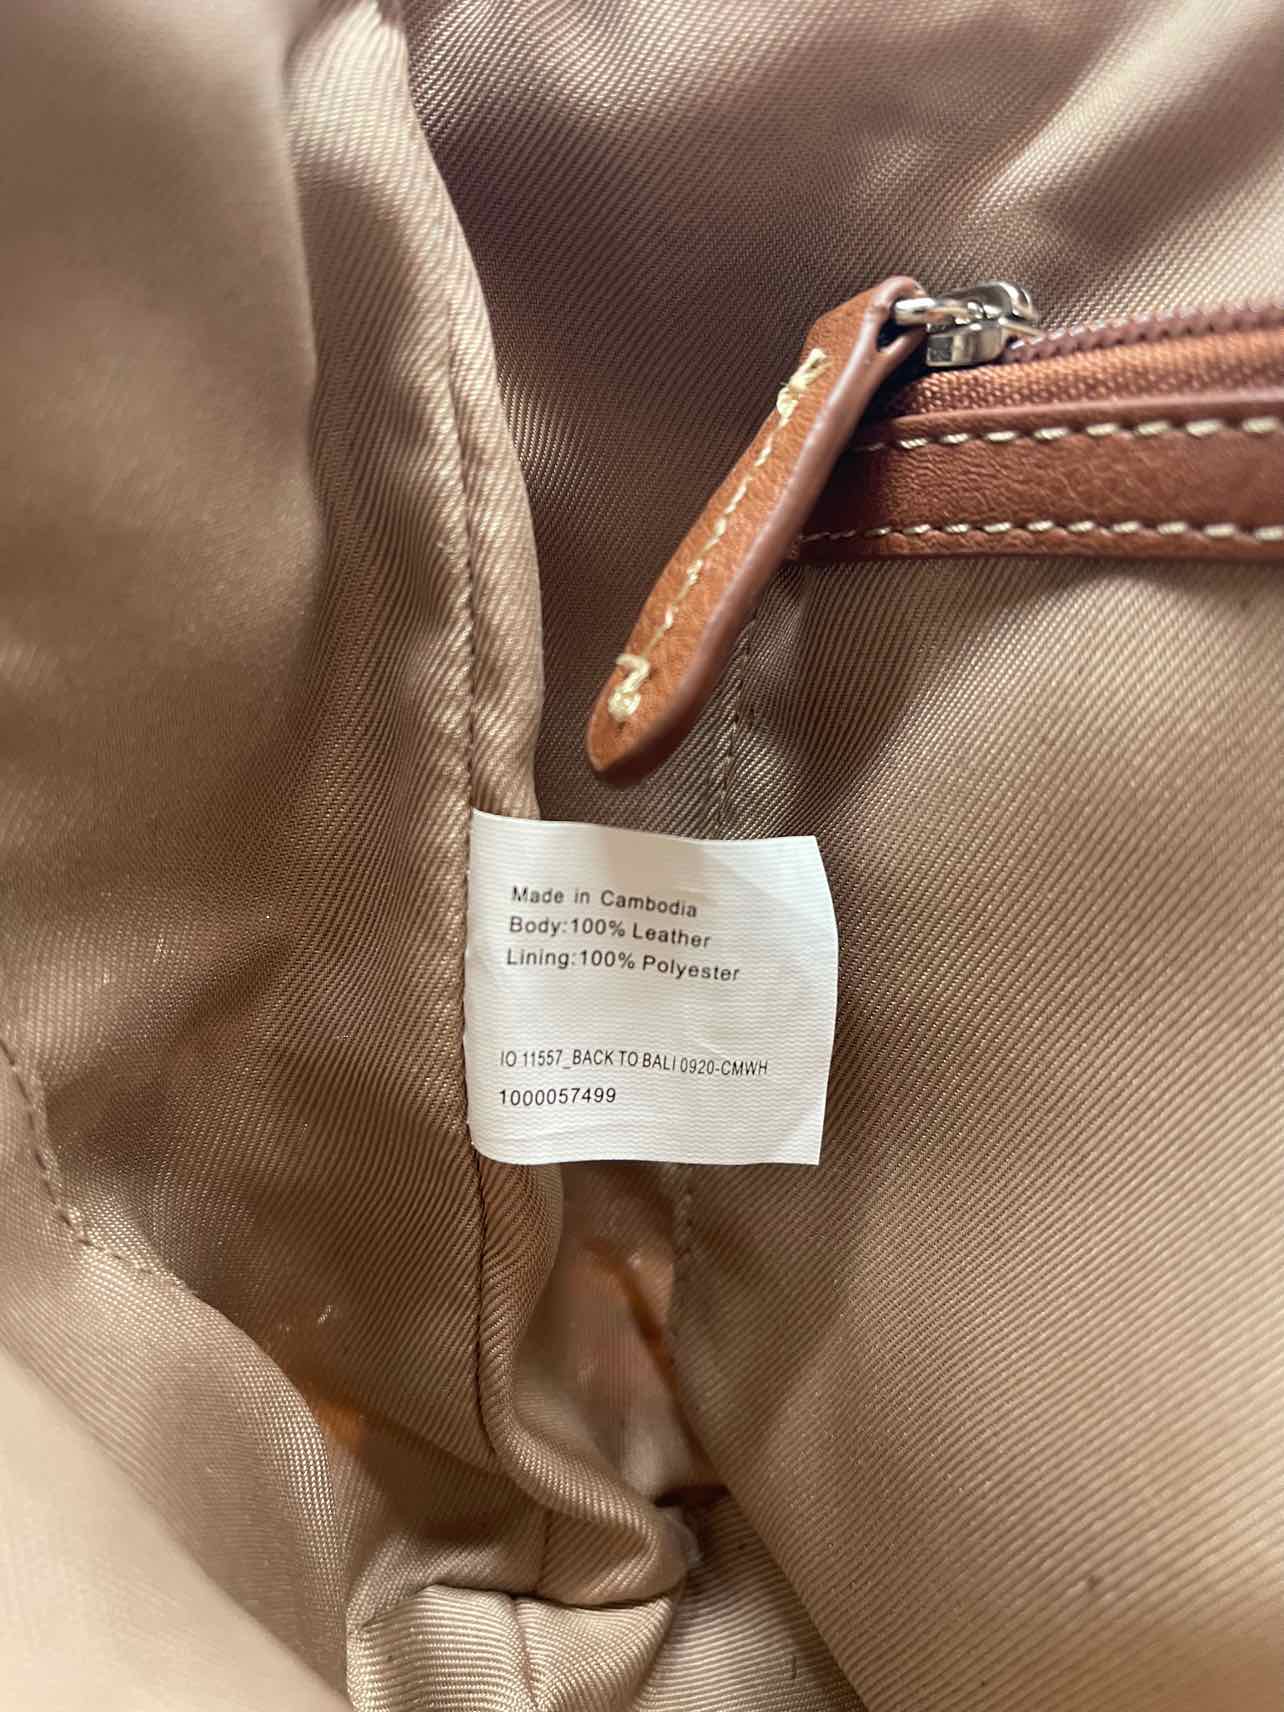 Made in Cambodia
Body:100% Leather
Lining:100% Polyester
IO 11557_BACK TO BALI 0920-CMWH
1000057499